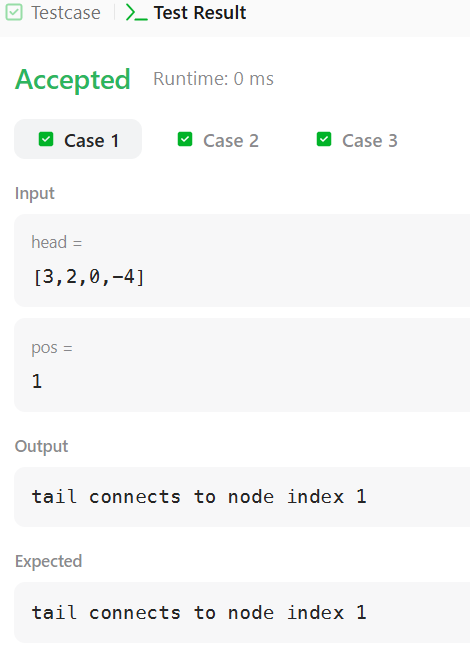 Testcase
Test Result
Accepted Runtime: 0 ms
Case 1 Case 2 Case 3
Input
head =
[3,2,0,-4]
pos =
1
Output
tail connects to node index 1
Expected
tail connects to node index 1